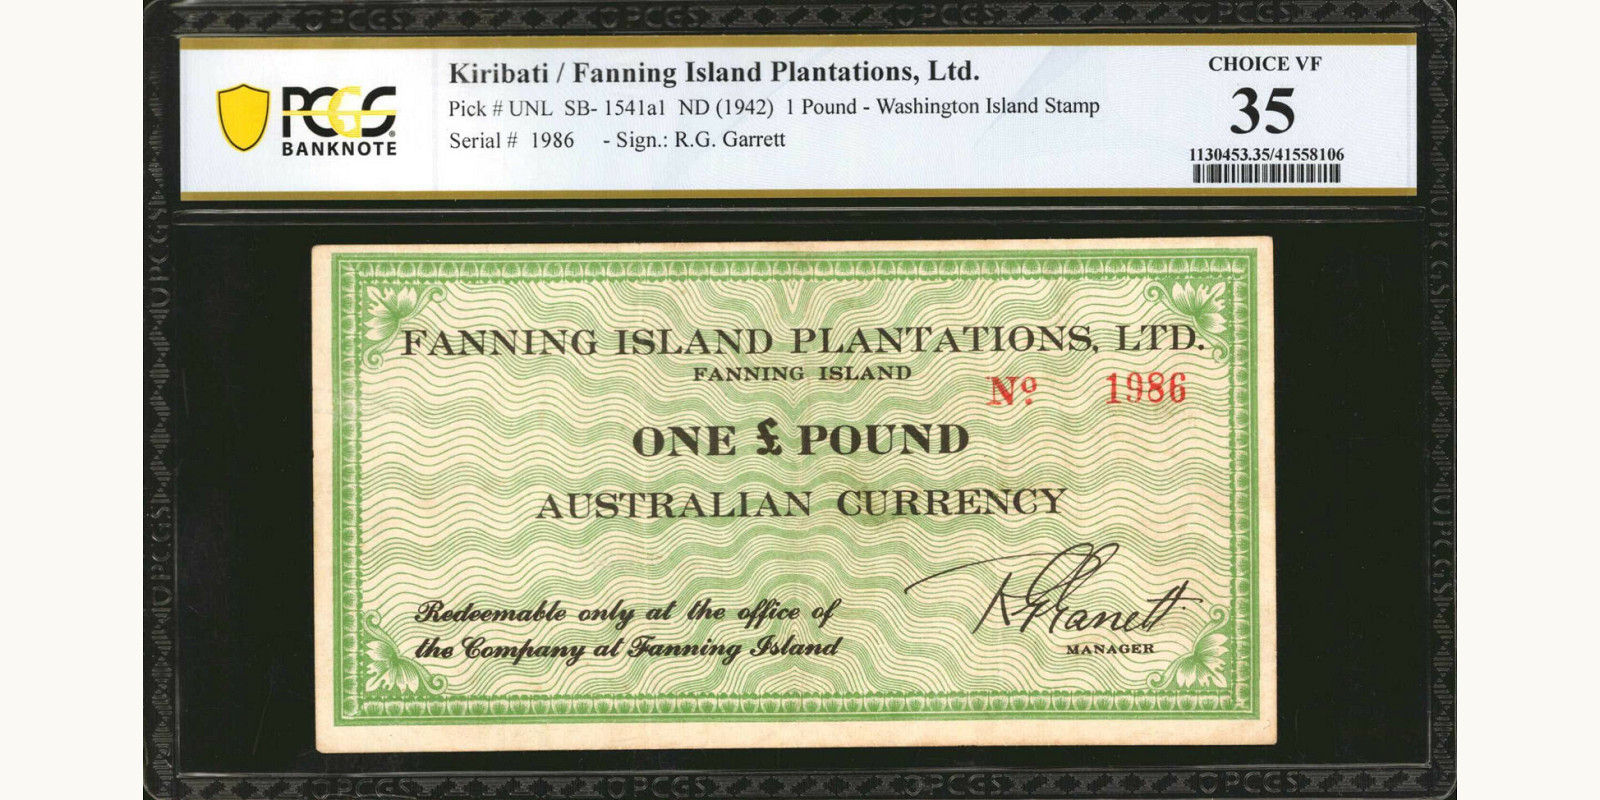 PCGS
BANKNOTE
Kiribati / Fanning Island Plantations, Ltd.
Pick # UNL SB- 1541a1 ND (1942) 1 Pound - Washington Island Stamp
Serial # 1986 - Sign.: R.G. Garrett
CHOICE VF
35
1130453.35/41558106
FANNING ISLAND PLANTATIONS, LTD.
FANNING ISLAND
Nº 1986
ONE £ POUND
AUSTRALIAN CURRENCY
Redeemable only at the office of
the Company at Fanning Island
R G Garrett
MANAGER